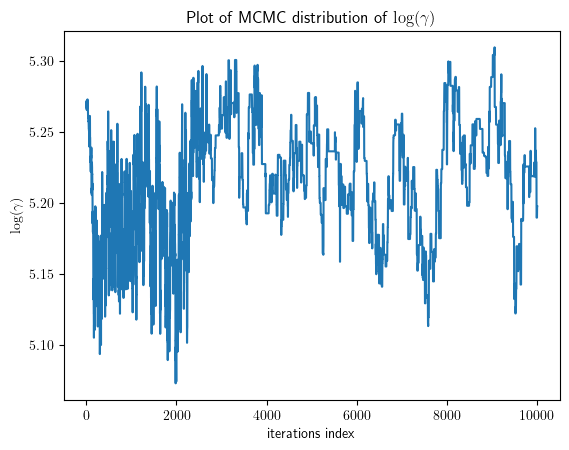 Plot of MCMC distribution of log(γ)
log(γ)
5.30
5.25
5.20
5.15
5.10
0 2000 4000 6000 8000 10000
iterations index